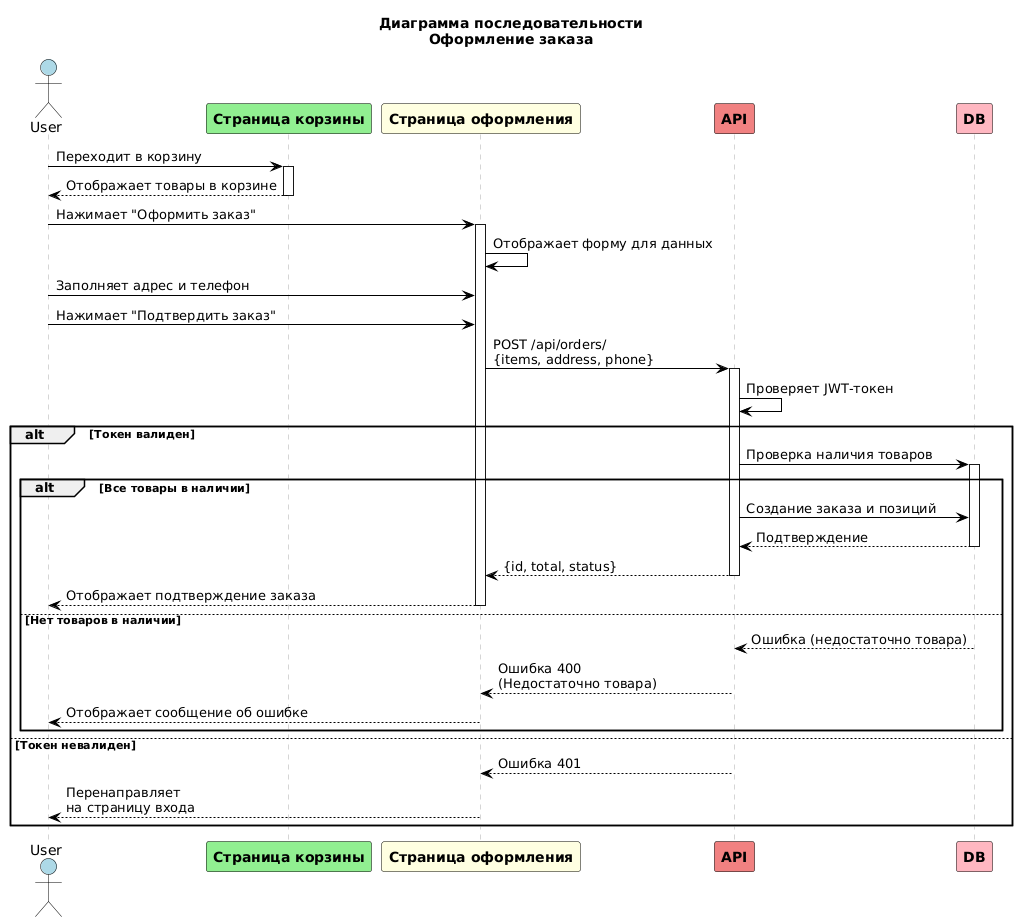 Диаграмма последовательности
Оформление заказа
User
Страница корзины
Страница оформления
API
DB
Переходит в корзину
Отображает товары в корзине
Нажимает "Оформить заказ"
Отображает форму для данных
Заполняет адрес и телефон
Нажимает "Подтвердить заказ"
POST /api/orders/
{items, address, phone}
Проверяет JWT-токен
alt
[Токен валиден]
Проверка наличия товаров
alt
[Все товары в наличии]
Создание заказа и позиций
Подтверждение
{id, total, status}
Отображает подтверждение заказа
[Нет товаров в наличии]
Ошибка (недостаточно товара)
Ошибка 400
(Недостаточно товара)
Отображает сообщение об ошибке
[Токен невалиден]
Ошибка 401
Перенаправляет
на страницу входа
User
Страница корзины
Страница оформления
API
DB